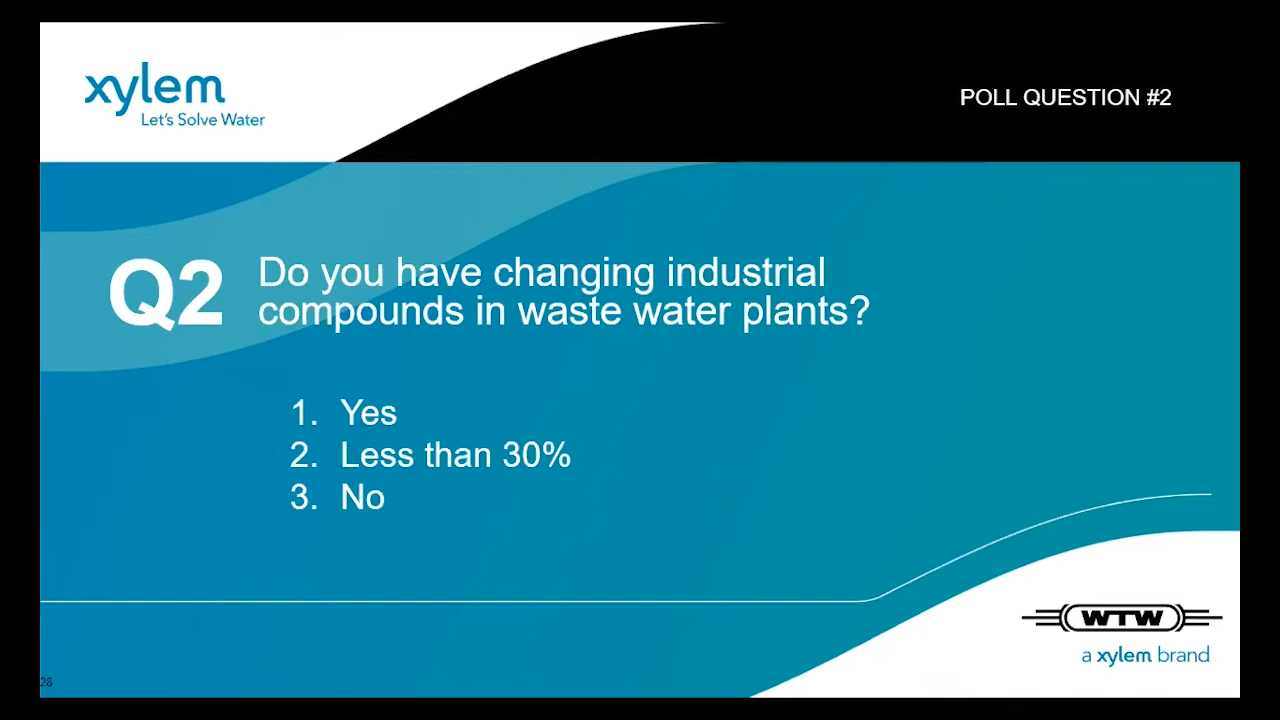 xylem
Let's Solve Water
POLL QUESTION #2
Q2
Do you have changing industrial
compounds in waste water plants?
1. Yes
2. Less than 30%
3. No
WTW
a xylem brand
28